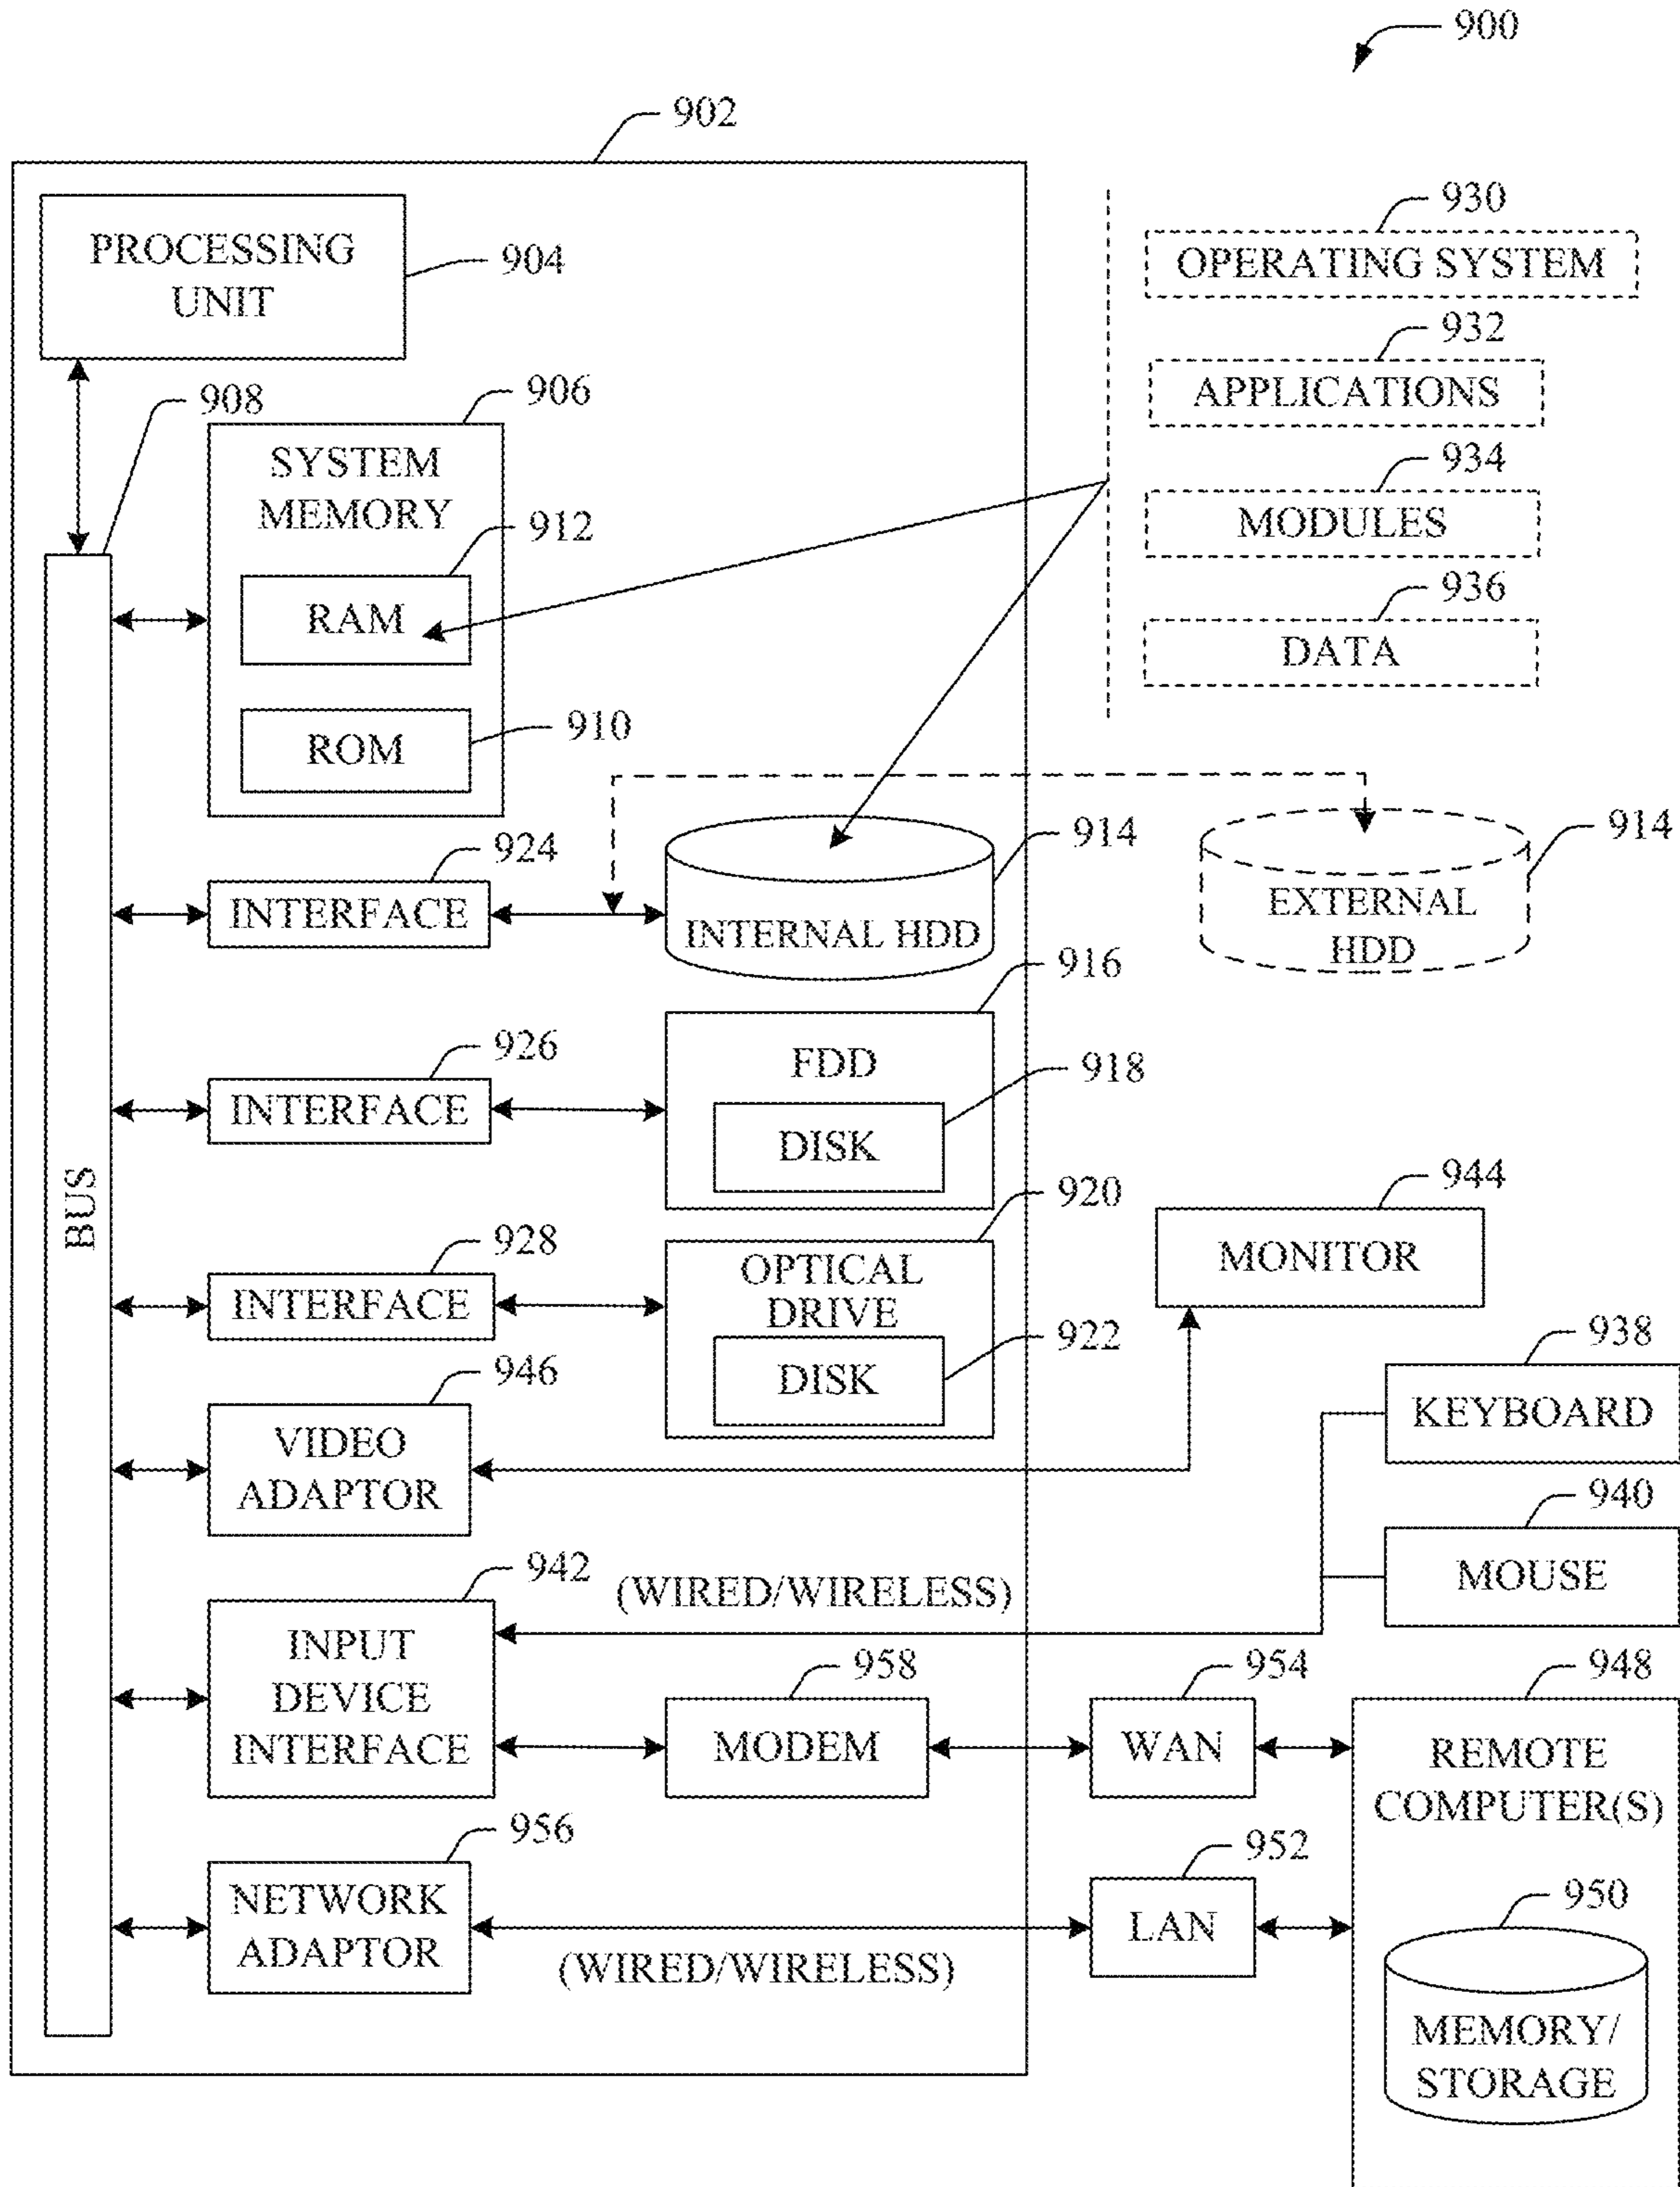 900
902
PROCESSING
UNIT
904
930
OPERATING SYSTEM
932
APPLICATIONS
934
MODULES
936
DATA
908
906
SYSTEM
MEMORY
912
RAM
910
ROM
924
INTERFACE
914
INTERNAL HDD
914
EXTERNAL
HDD
916
926
INTERFACE
FDD
918
DISK
BUS
920
928
INTERFACE
OPTICAL
DRIVE
922
DISK
944
MONITOR
938
KEYBOARD
946
VIDEO
ADAPTOR
940
MOUSE
942
(WIRED/WIRELESS)
INPUT
DEVICE
INTERFACE
958
MODEM
954
WAN
948
REMOTE
COMPUTER(S)
956
NETWORK
ADAPTOR
(WIRED/WIRELESS)
952
LAN
950
MEMORY/
STORAGE